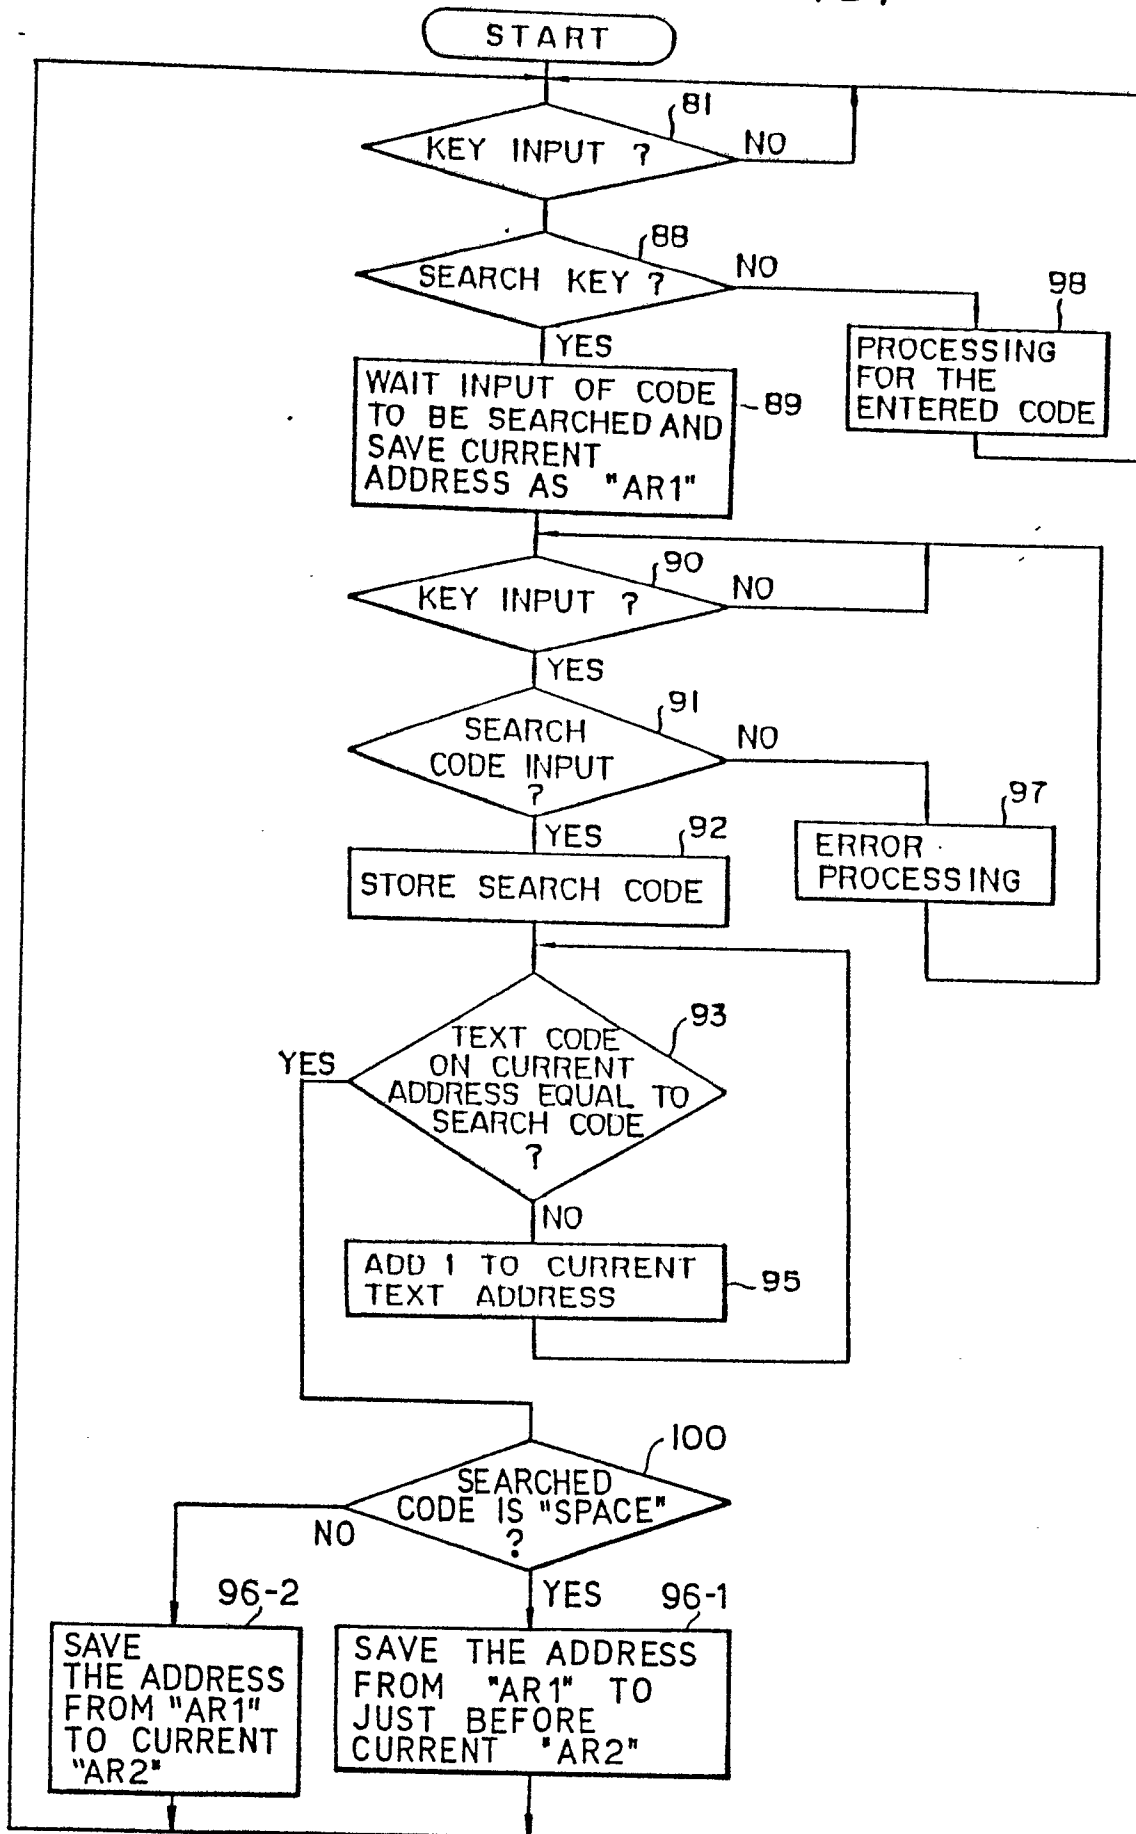 START
81
KEY INPUT ?
NO
88
SEARCH KEY ?
NO
98
YES
PROCESSING
FOR THE
ENTERED CODE
WAIT INPUT OF CODE
TO BE SEARCHED AND
SAVE CURRENT
ADDRESS AS "AR1"
89
90
KEY INPUT ?
NO
YES
91
SEARCH
CODE INPUT
?
NO
97
YES
92
ERROR
PROCESSING
STORE SEARCH CODE
93
YES
TEXT CODE
ON CURRENT
ADDRESS EQUAL TO
SEARCH CODE
?
NO
ADD 1 TO CURRENT
TEXT ADDRESS
95
100
SEARCHED
CODE IS "SPACE"
?
NO
YES
96-2
96-1
SAVE
THE ADDRESS
FROM "AR1"
TO CURRENT
"AR2"
SAVE THE ADDRESS
FROM "AR1" TO
JUST BEFORE
CURRENT "AR2"